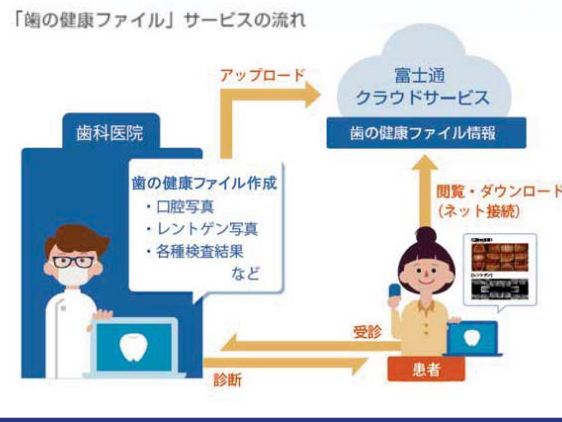 「歯の健康ファイル」サービスの流れ
アップロード
富士通
クラウドサービス
歯の健康ファイル情報
歯科医院
歯の健康ファイル作成
・口腔写真
・レントゲン写真
・各種検査結果
など
閲覧・ダウンロード
(ネット接続)
受診
診断
患者